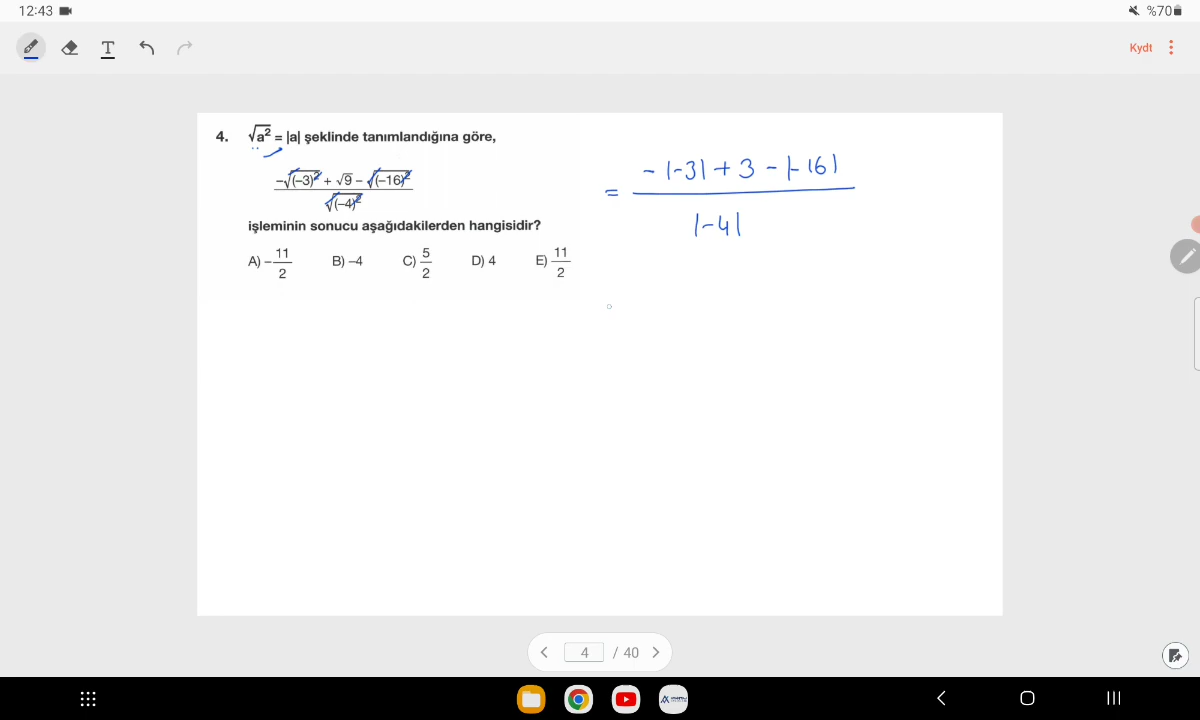 12:43
%70
T
Kydt
4. √a² = |a| şeklinde tanımlandığına göre,
−√(−3)² + √9 − √(−16)²
√(−4)²
işleminin sonucu aşağıdakilerden hangisidir?
A) −11/2 B) −4 C) 5/2 D) 4 E) 11/2
= − |−3| + 3 − |−16|
|−4|
4 / 40